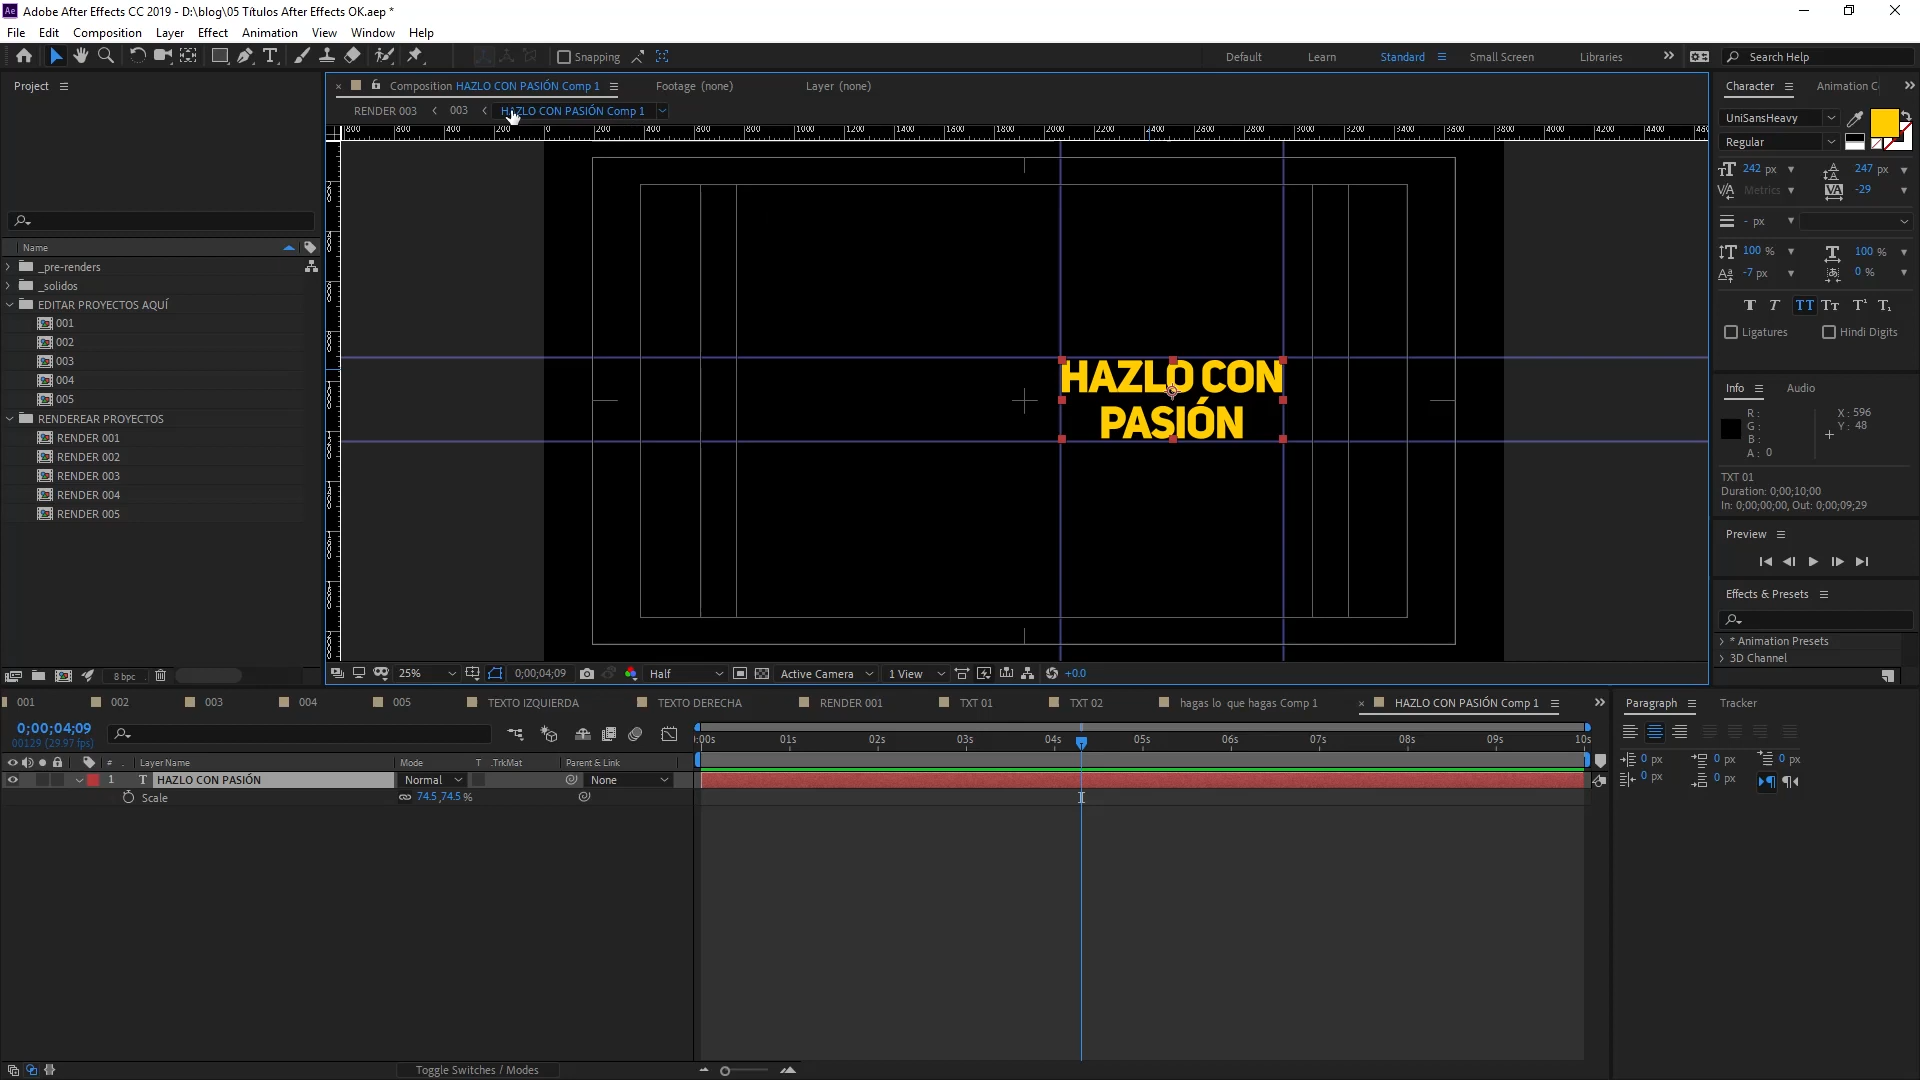 Adobe After Effects CC 2019 - D:\blog\05 Títulos After Effects OK.aep *
File Edit Composition Layer Effect Animation View Window Help
Snapping
Default Learn Standard Small Screen Libraries Search Help
Project
Composition HAZLO CON PASIÓN Comp 1
Footage (none)
Layer (none)
RENDER 003 003 HAZLO CON PASIÓN Comp 1
Name
_pre-renders
_solidos
EDITAR PROYECTOS AQUÍ
001
002
003
004
005
RENDEREAR PROYECTOS
RENDER 001
RENDER 002
RENDER 003
RENDER 004
RENDER 005
8 bpc
HAZLO CON
PASIÓN
25% 0;00;04;09 Half Active Camera 1 View +0.0
Character Animation C
UniSansHeavy
Regular
242 px 247 px
Metrics -29
- px
100 % 100 %
-7 px 0 %
Ligatures Hindi Digits
Info Audio
R:
G:
B:
A: 0
X: 596
Y: 48
TXT 01
Duration: 0;00;10;00
In: 0;00;00;00, Out: 0;00;09;29
Preview
Effects & Presets
* Animation Presets
3D Channel
001 002 003 004 005 TEXTO IZQUIERDA TEXTO DERECHA RENDER 001 TXT 01 TXT 02 hagas lo que hagas Comp 1 HAZLO CON PASIÓN Comp 1
0;00;04;09
00129 (29.97 fps)
:00s 01s 02s 03s 04s 05s 06s 07s 08s 09s 10s
# Layer Name Mode T .TrkMat Parent & Link
1 T HAZLO CON PASIÓN Normal None
Scale 74.5,74.5 %
Toggle Switches / Modes
Paragraph Tracker
0 px 0 px 0 px
0 px 0 px